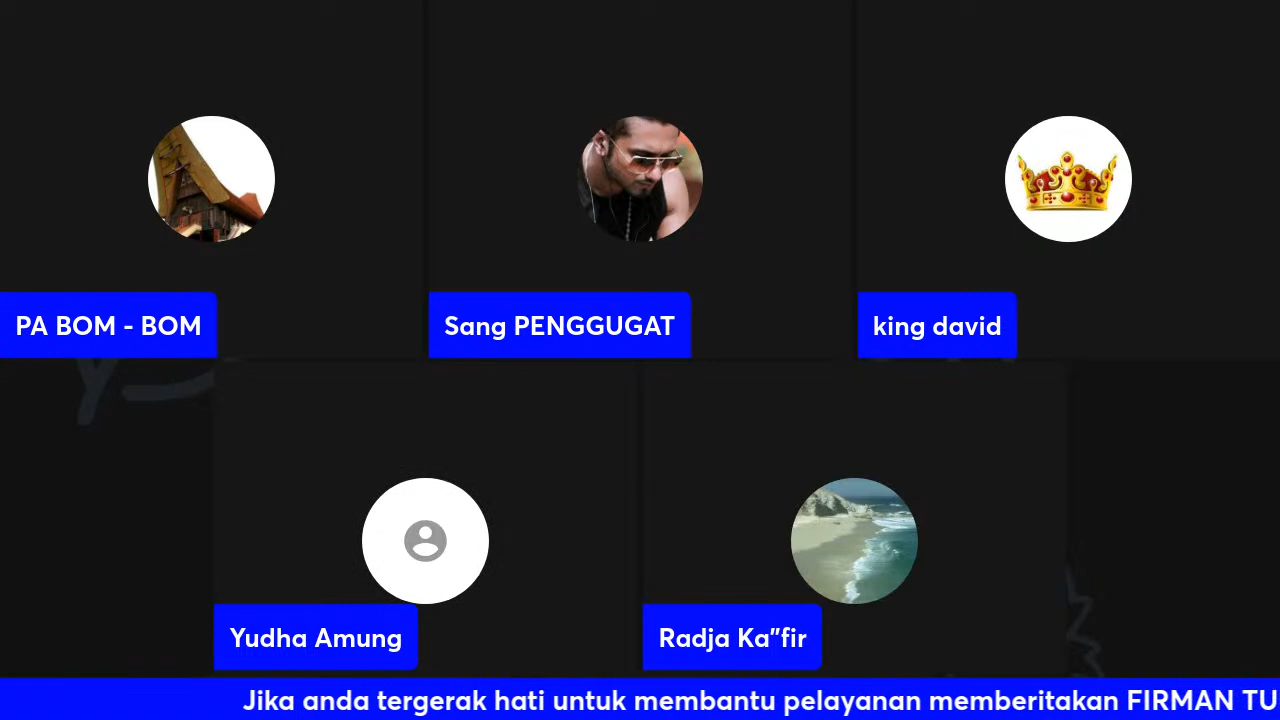 PA BOM - BOM
Sang PENGGUGAT
king david
Yudha Amung
Radja Ka"fir
Jika anda tergerak hati untuk membantu pelayanan memberitakan FIRMAN TU